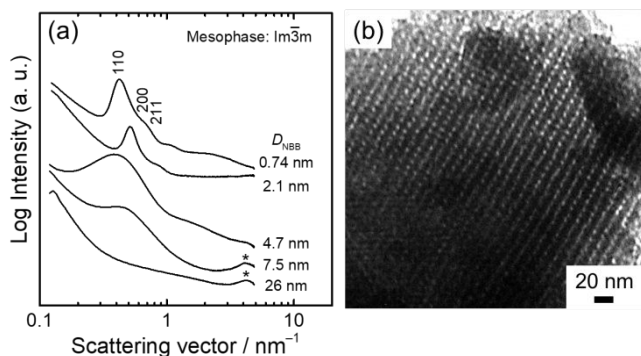 (a)
Mesophase: Im3̅m
110
200
211
D_NBB
0.74 nm
2.1 nm
4.7 nm
7.5 nm
*
26 nm
*
Log Intensity (a. u.)
0.1
1
10
Scattering vector / nm⁻¹
(b)
20 nm